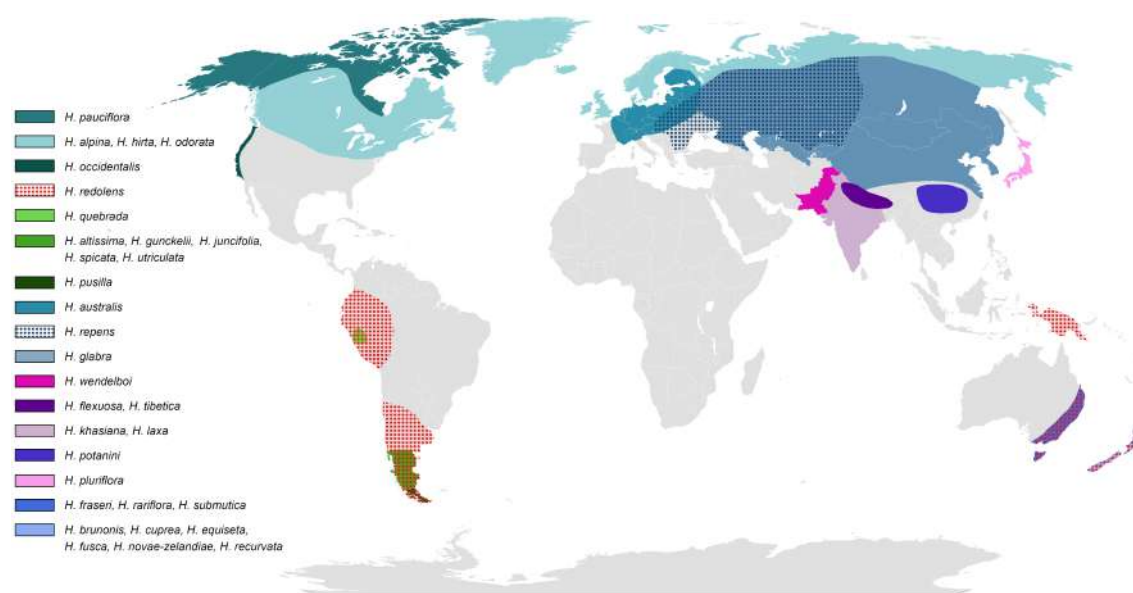 H. pauciflora
H. alpina, H. hirta, H. odorata
H. occidentalis
H. redolens
H. quebrada
H. altissima, H. gunckelii, H. juncifolia,
H. spicata, H. utriculata
H. pusilla
H. australis
H. repens
H. glabra
H. wendelboi
H. flexuosa, H. tibetica
H. khasiana, H. laxa
H. potanini
H. pluriflora
H. fraseri, H. rariflora, H. submutica
H. brunonis, H. cuprea, H. equiseta,
H. fusca, H. novae-zelandiae, H. recurvata